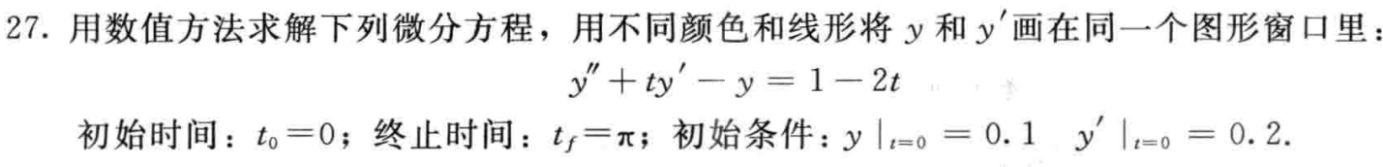 27. 用数值方法求解下列微分方程，用不同颜色和线形将 y 和 y′画在同一个图形窗口里：
y″＋ty′－y＝1－2t
初始时间：t₀＝0；终止时间：t_f＝π；初始条件：y |ₜ₌₀ ＝ 0.1 y′ |ₜ₌₀ ＝ 0.2.